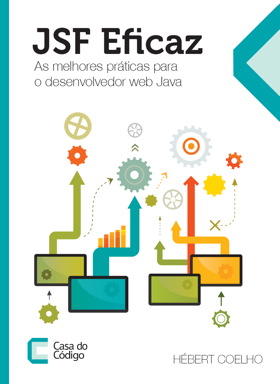 JSF Eficaz
As melhores práticas para
o desenvolvedor web Java
Casa do
Código
HÉBERT COELHO